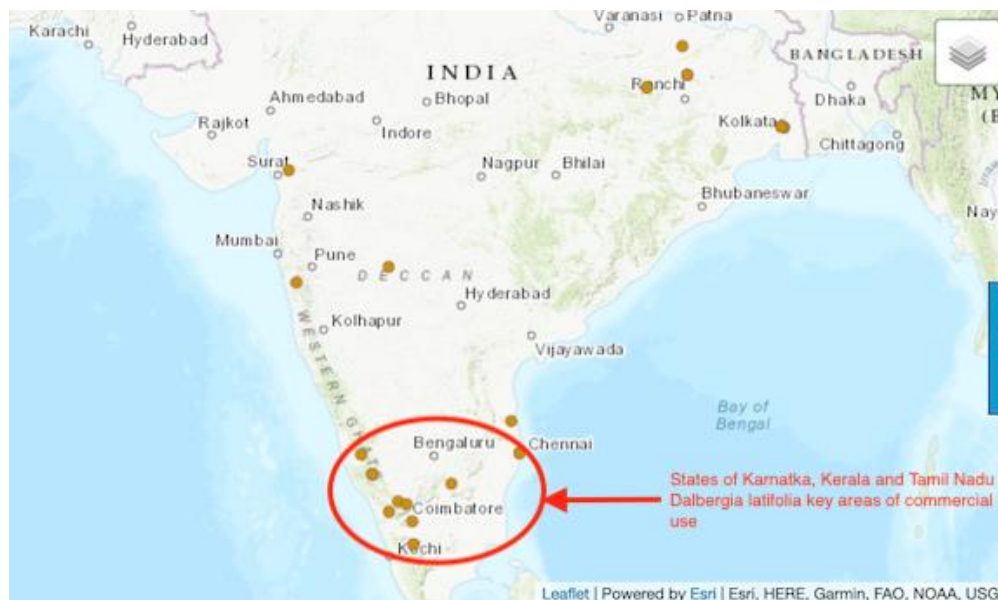 Karachi
Hyderabad
Varanasi
Patna
INDIA
BANGLADESH
Ahmedabad
Bhopal
Ranchi
Dhaka
MY
(B
Rajkot
Indore
Kolkata
Chittagong
Surat
Nagpur
Bhilai
Bhubaneswar
Nay
Nashik
Mumbai
Pune
DECCAN
Hyderabad
Kolhapur
WESTERN GHATS
Vijayawada
Bay of
Bengal
Bengaluru
Chennai
States of Karnatka, Kerala and Tamil Nadu
Dalbergia latifolia key areas of commercial
use
Coimbatore
Kochi
Leaflet | Powered by Esri | Esri, HERE, Garmin, FAO, NOAA, USG